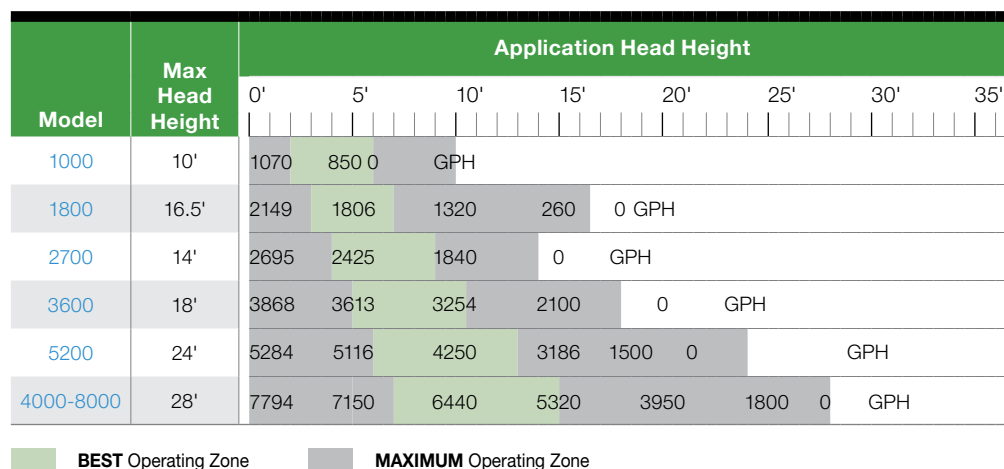 Application Head Height
Model
Max Head Height
0' 5' 10' 15' 20' 25' 30' 35'
1000 10' 1070 850 0 GPH
1800 16.5' 2149 1806 1320 260 0 GPH
2700 14' 2695 2425 1840 0 GPH
3600 18' 3868 3613 3254 2100 0 GPH
5200 24' 5284 5116 4250 3186 1500 0 GPH
4000-8000 28' 7794 7150 6440 5320 3950 1800 0 GPH
BEST Operating Zone MAXIMUM Operating Zone